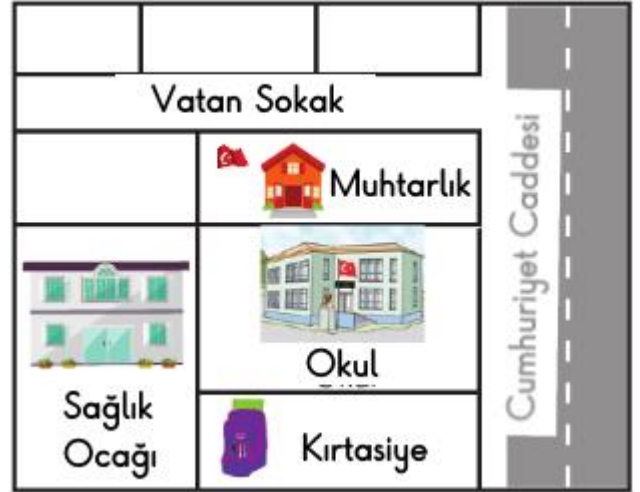 Vatan Sokak
Muhtarlık
Okul
Sağlık
Ocağı
Kırtasiye
Cumhuriyet Caddesi